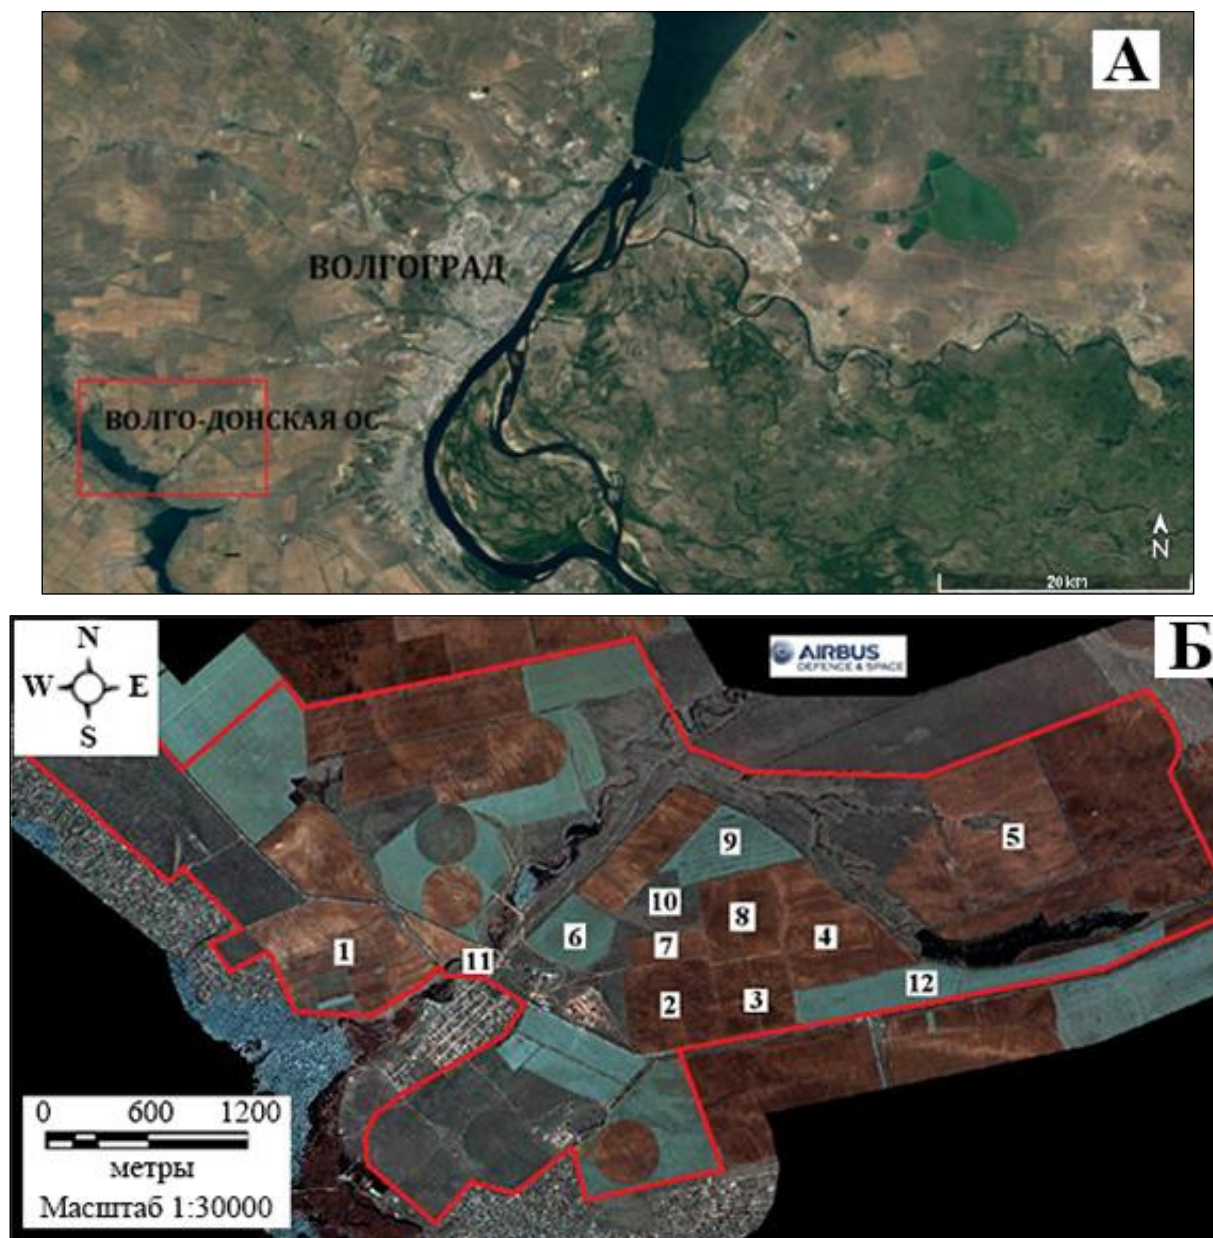 А
ВОЛГОГРАД
ВОЛГО-ДОНСКАЯ ОС
N
20 km
N
W E
S
AIRBUS
DEFENCE & SPACE
Б
9
5
10
8
6
7
4
1
11
12
2
3
0 600 1200
метры
Масштаб 1:30000